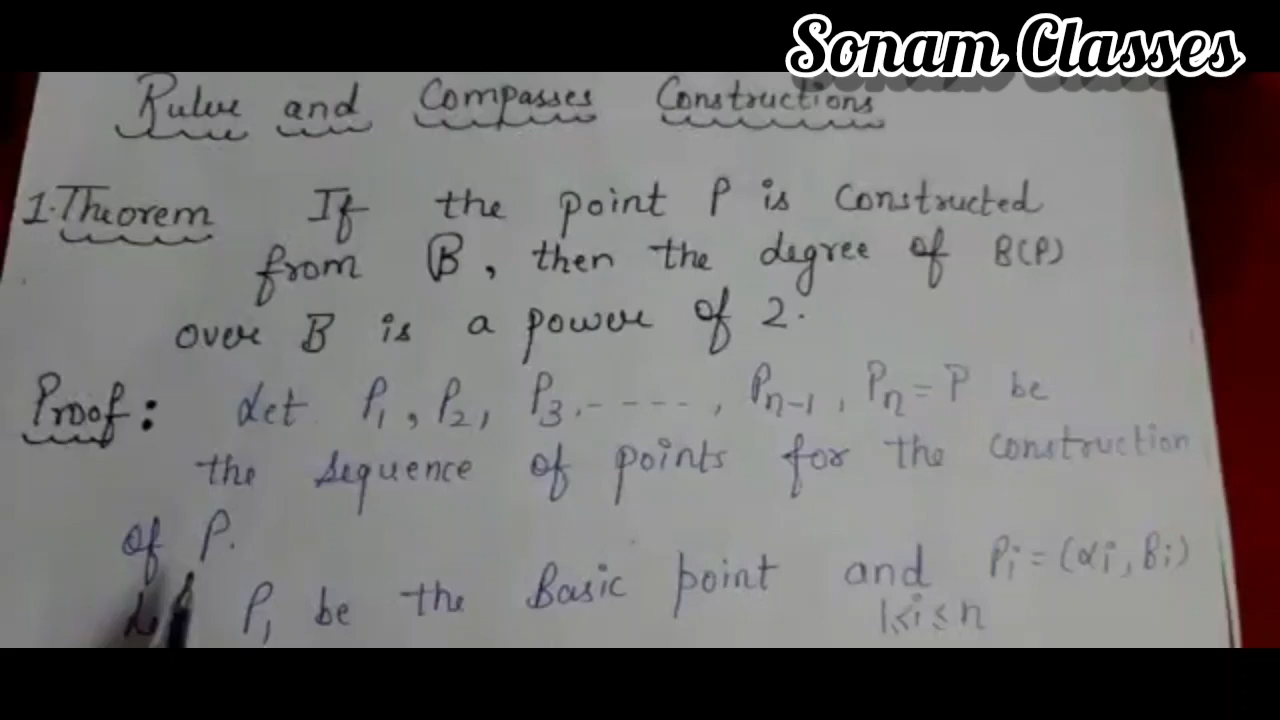 Sonam Classes
Ruler and Compasses Constructions
1. Theorem If the point P is constructed
from B, then the degree of B(P)
over B is a power of 2.
Proof: Let P₁, P₂, P₃, -----, Pₙ₋₁, Pₙ = P be
the sequence of points for the construction
of P.
P₁ be the Basic point and Pᵢ = (αᵢ, Bᵢ)
1≤i≤n